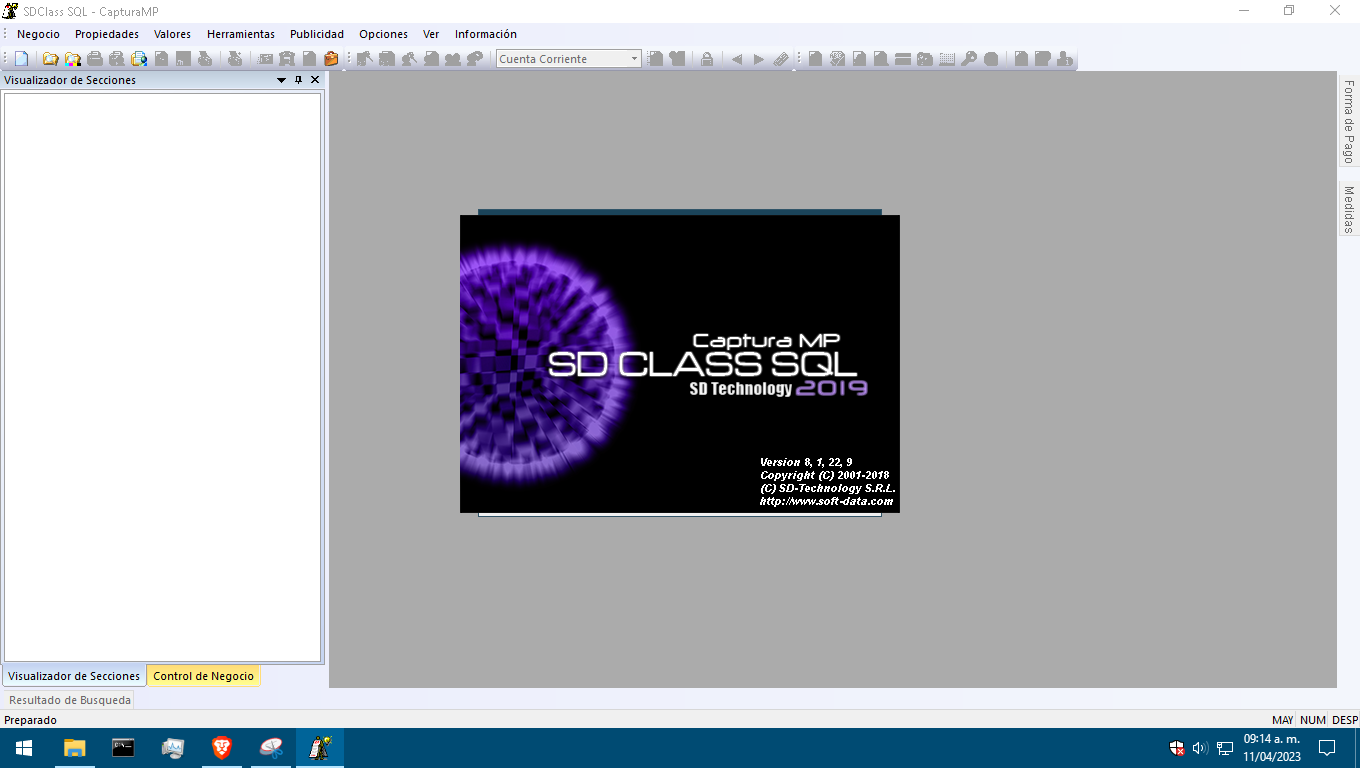 SDClass SQL - CapturaMP
Negocio Propiedades Valores Herramientas Publicidad Opciones Ver Información
Cuenta Corriente
Visualizador de Secciones
Forma de Pago
Medidas
Captura MP
SD CLASS SQL
SD Technology 2019
Version 8, 1, 22, 9
Copyright (C) 2001-2018
(C) SD-Technology S.R.L.
http://www.soft-data.com
Visualizador de Secciones Control de Negocio
Resultado de Busqueda
Preparado MAY NUM DESP
09:14 a. m.
11/04/2023